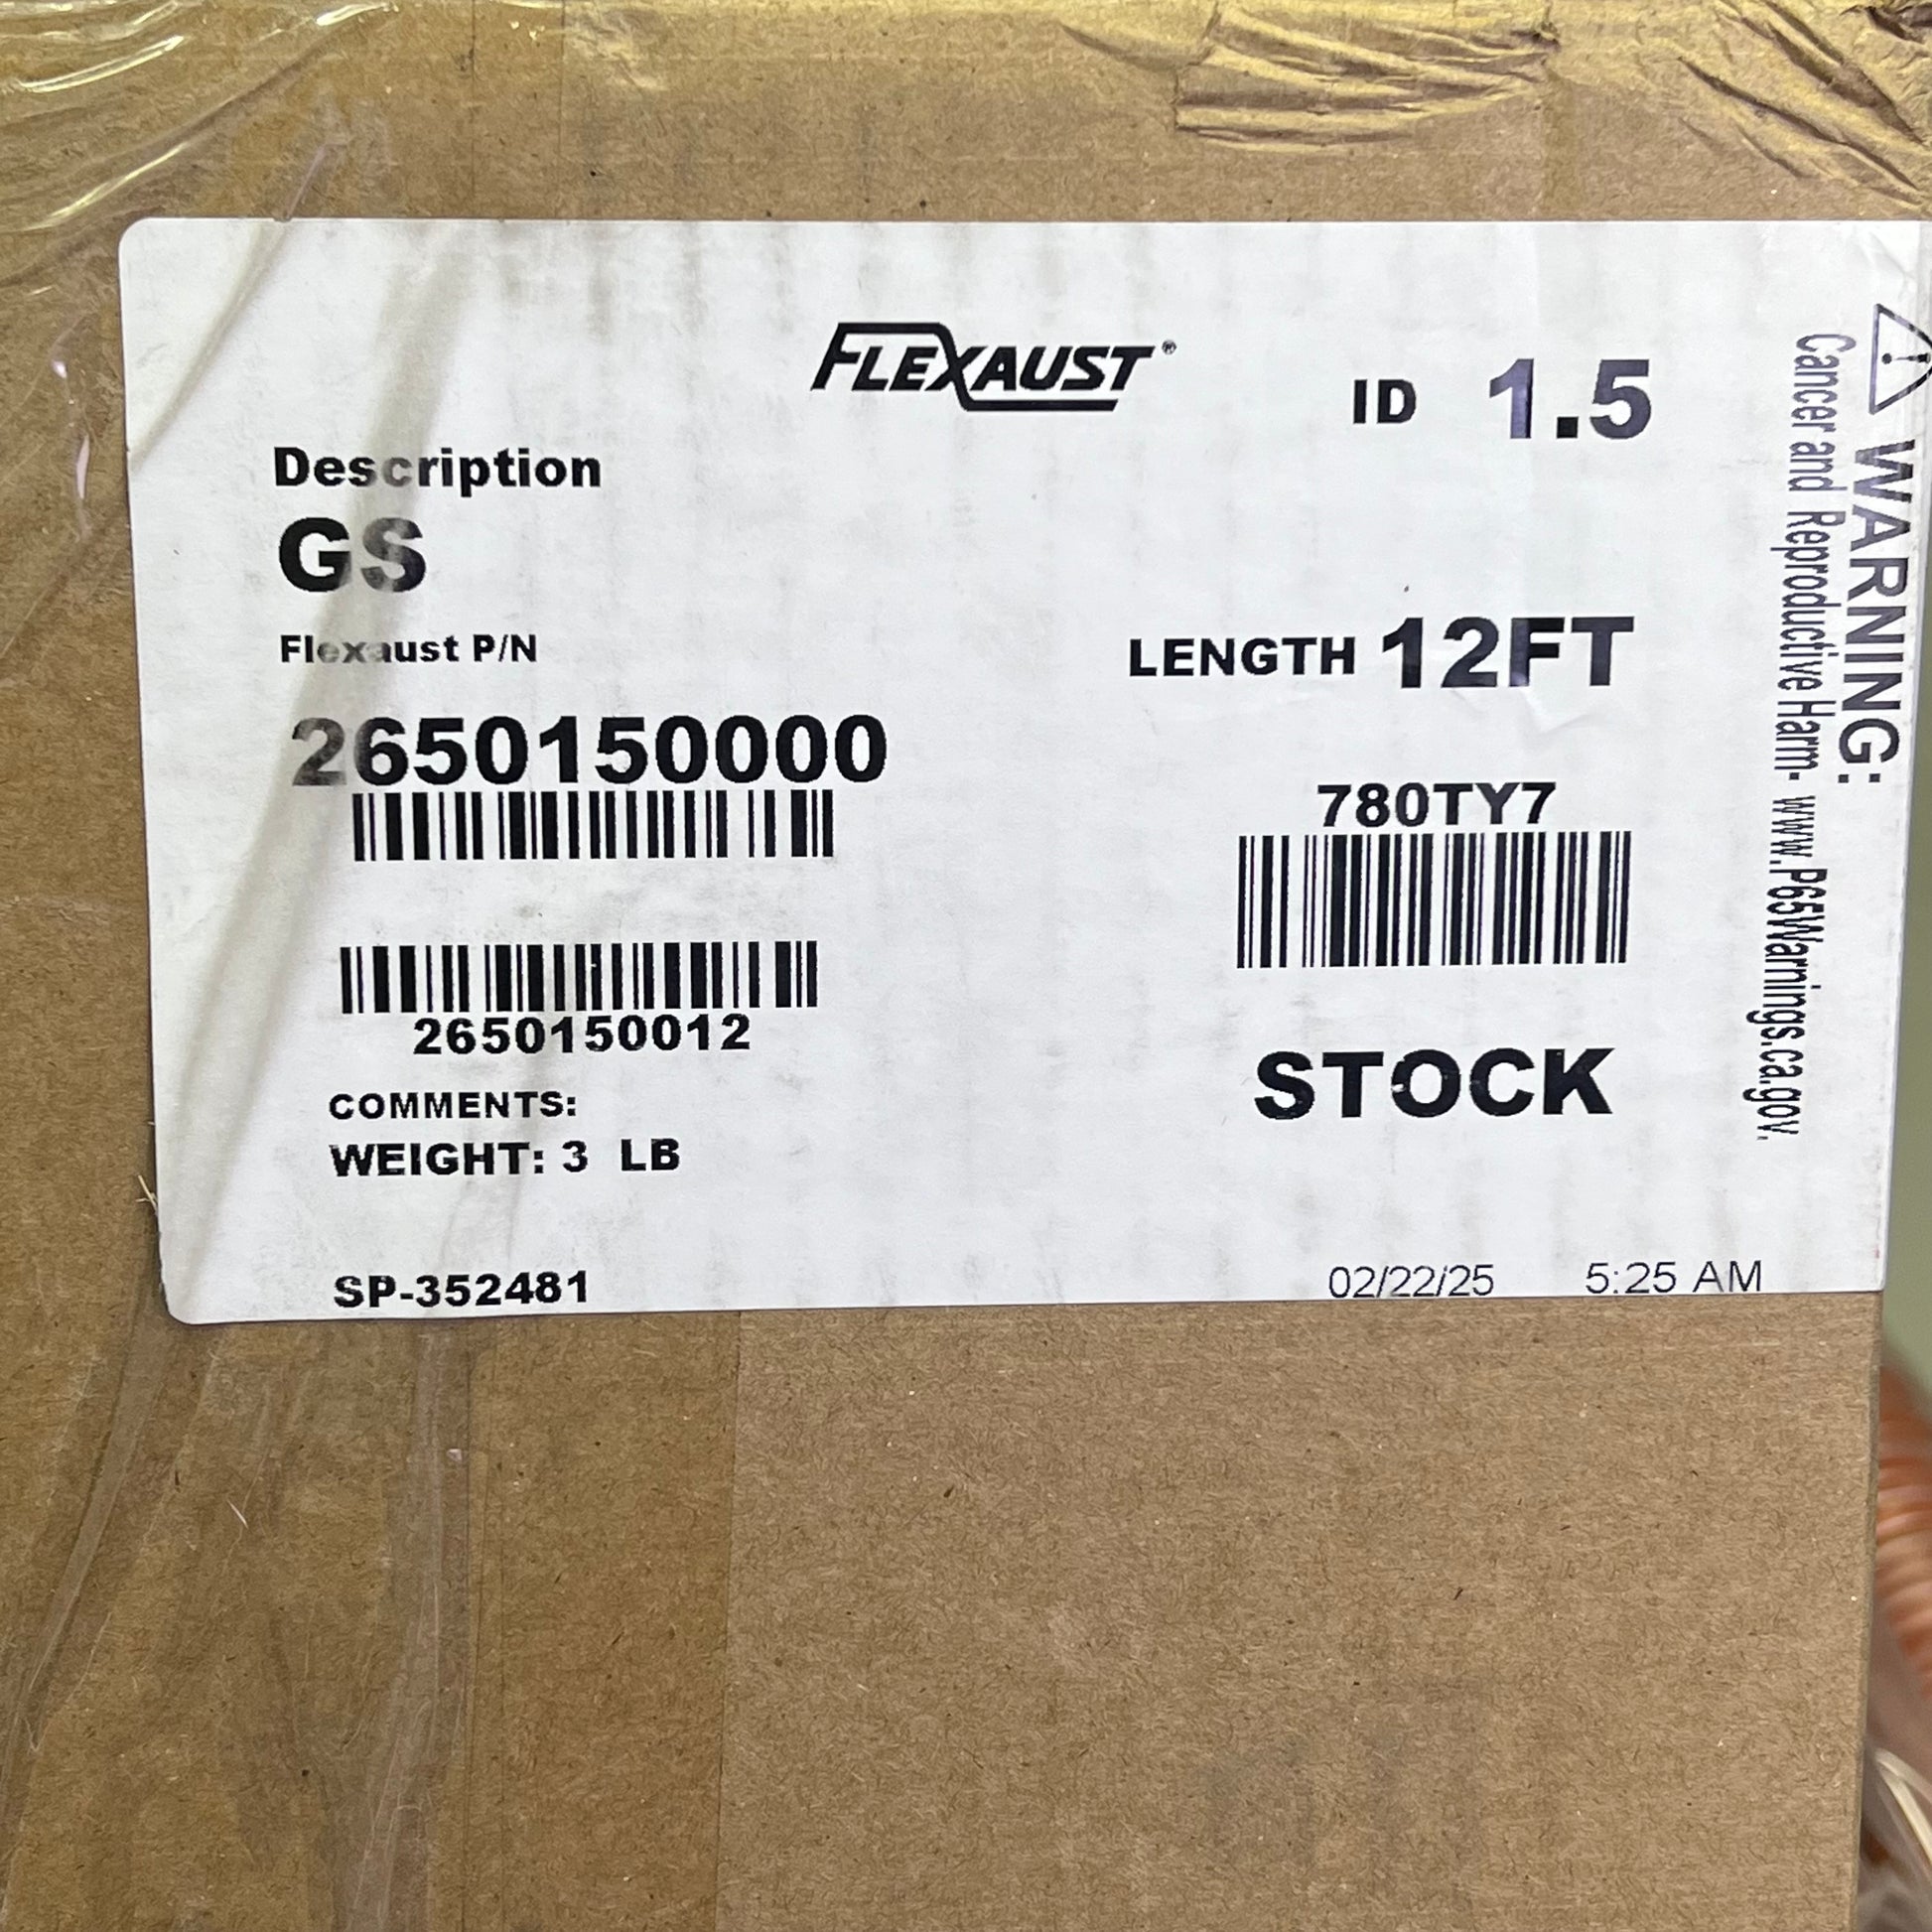 FLEXAUST®
ID 1.5
Description
GS
Flexaust P/N
LENGTH 12FT
2650150000
780TY7
2650150012
STOCK
COMMENTS:
WEIGHT: 3 LB
SP-352481
02/22/25 5:25 AM
WARNING:
Cancer and Reproductive Harm- www.P65Warnings.ca.gov.